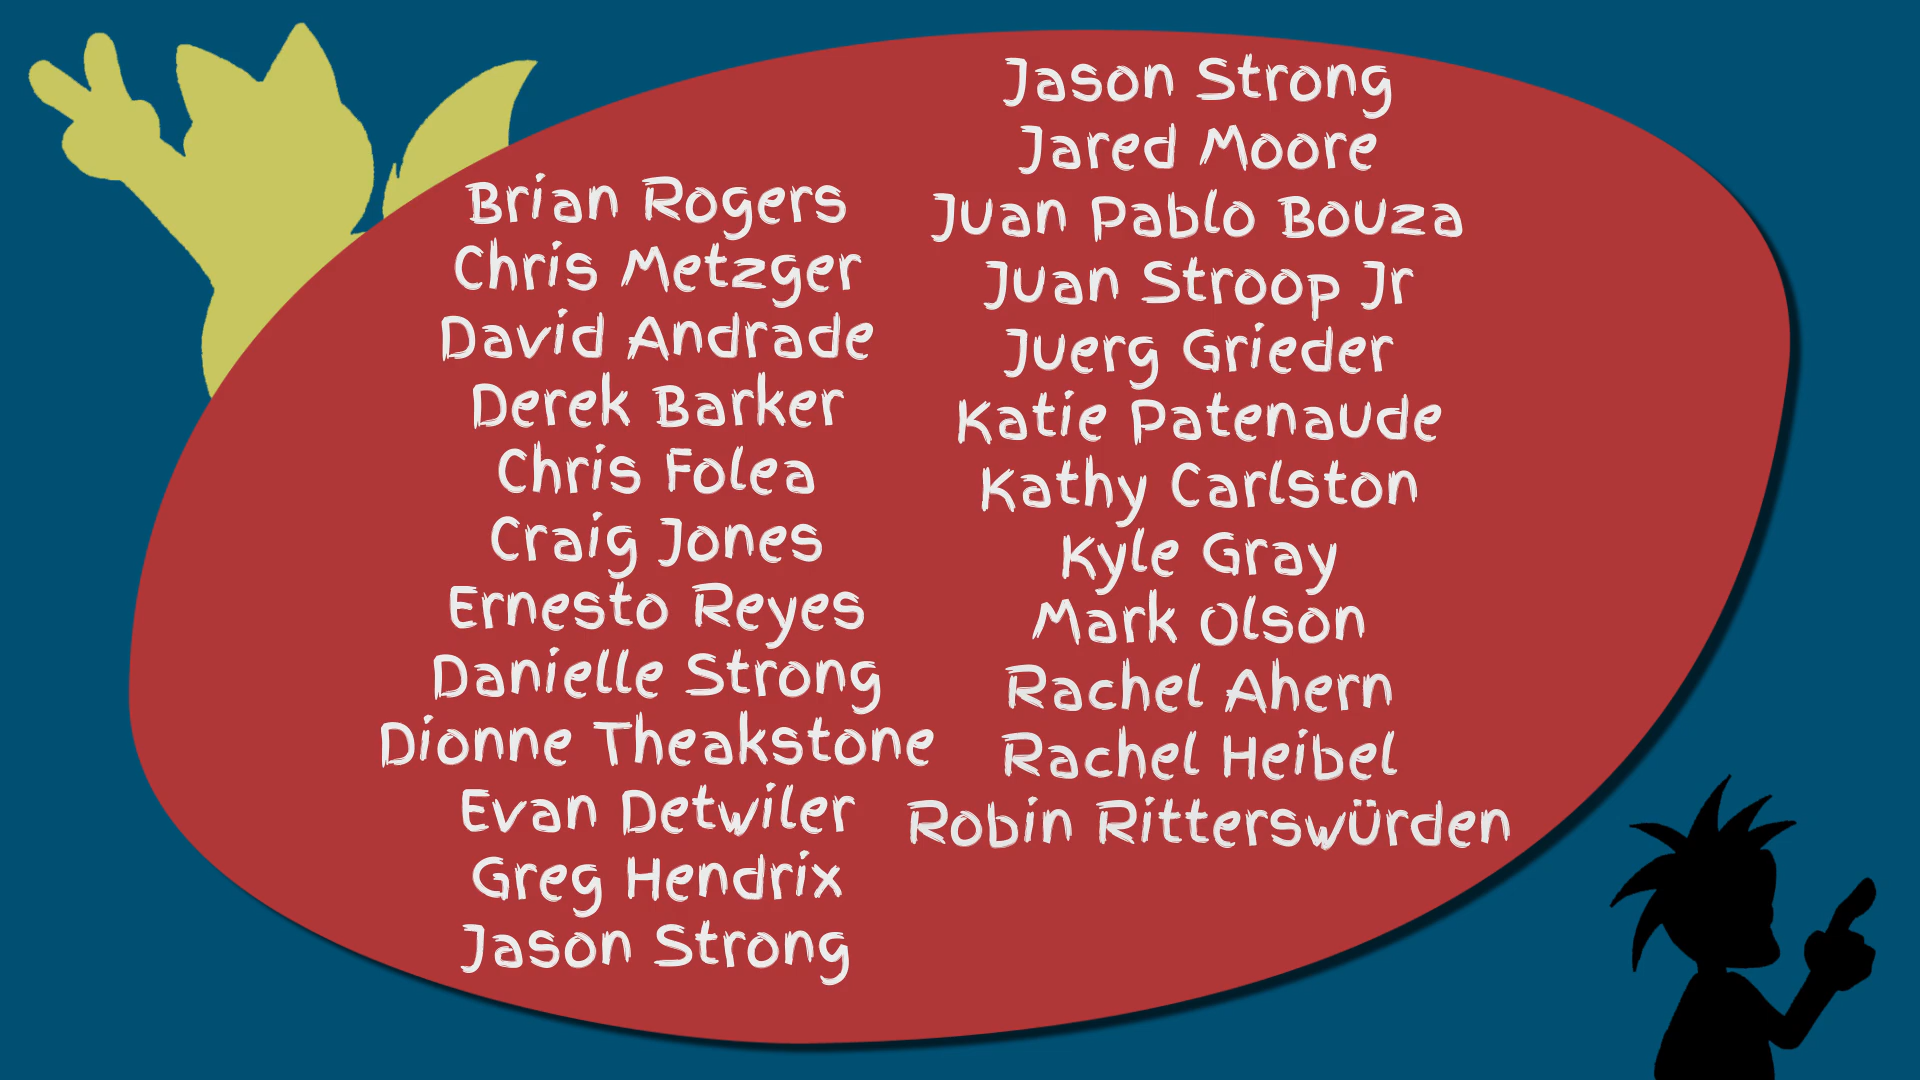 Brian Rogers
Chris Metzger
David Andrade
Derek Barker
Chris Folea
Craig Jones
Ernesto Reyes
Danielle Strong
Dionne Theakstone
Evan Detwiler
Greg Hendrix
Jason Strong
Jason Strong
Jared Moore
Juan Pablo Bouza
Juan Stroop Jr
Juerg Grieder
Katie Patenaude
Kathy Carlston
Kyle Gray
Mark Olson
Rachel Ahern
Rachel Heibel
Robin Ritterswürden